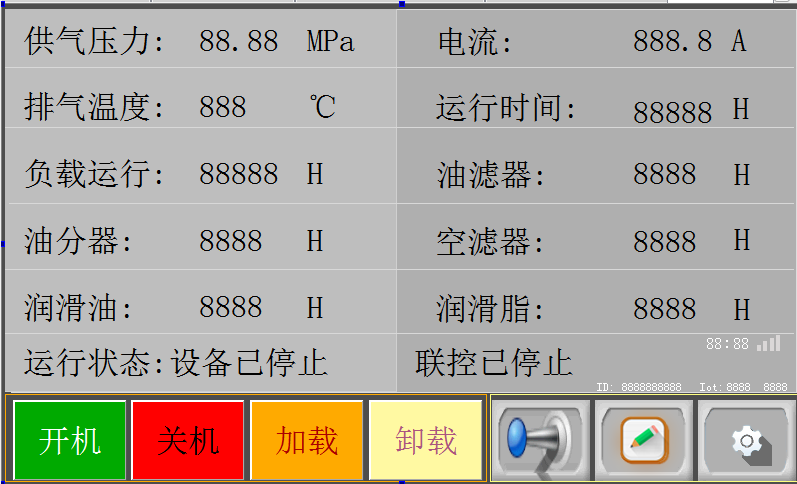 供气压力: 88.88 MPa 电流: 888.8 A
排气温度: 888 ℃ 运行时间: 88888 H
负载运行: 88888 H 油滤器: 8888 H
油分器: 8888 H 空滤器: 8888 H
润滑油: 8888 H 润滑脂: 8888 H
88:88
运行状态:设备已停止 联控已停止
ID: 8888888888 Iot:8888 8888
开机 关机 加载 卸载